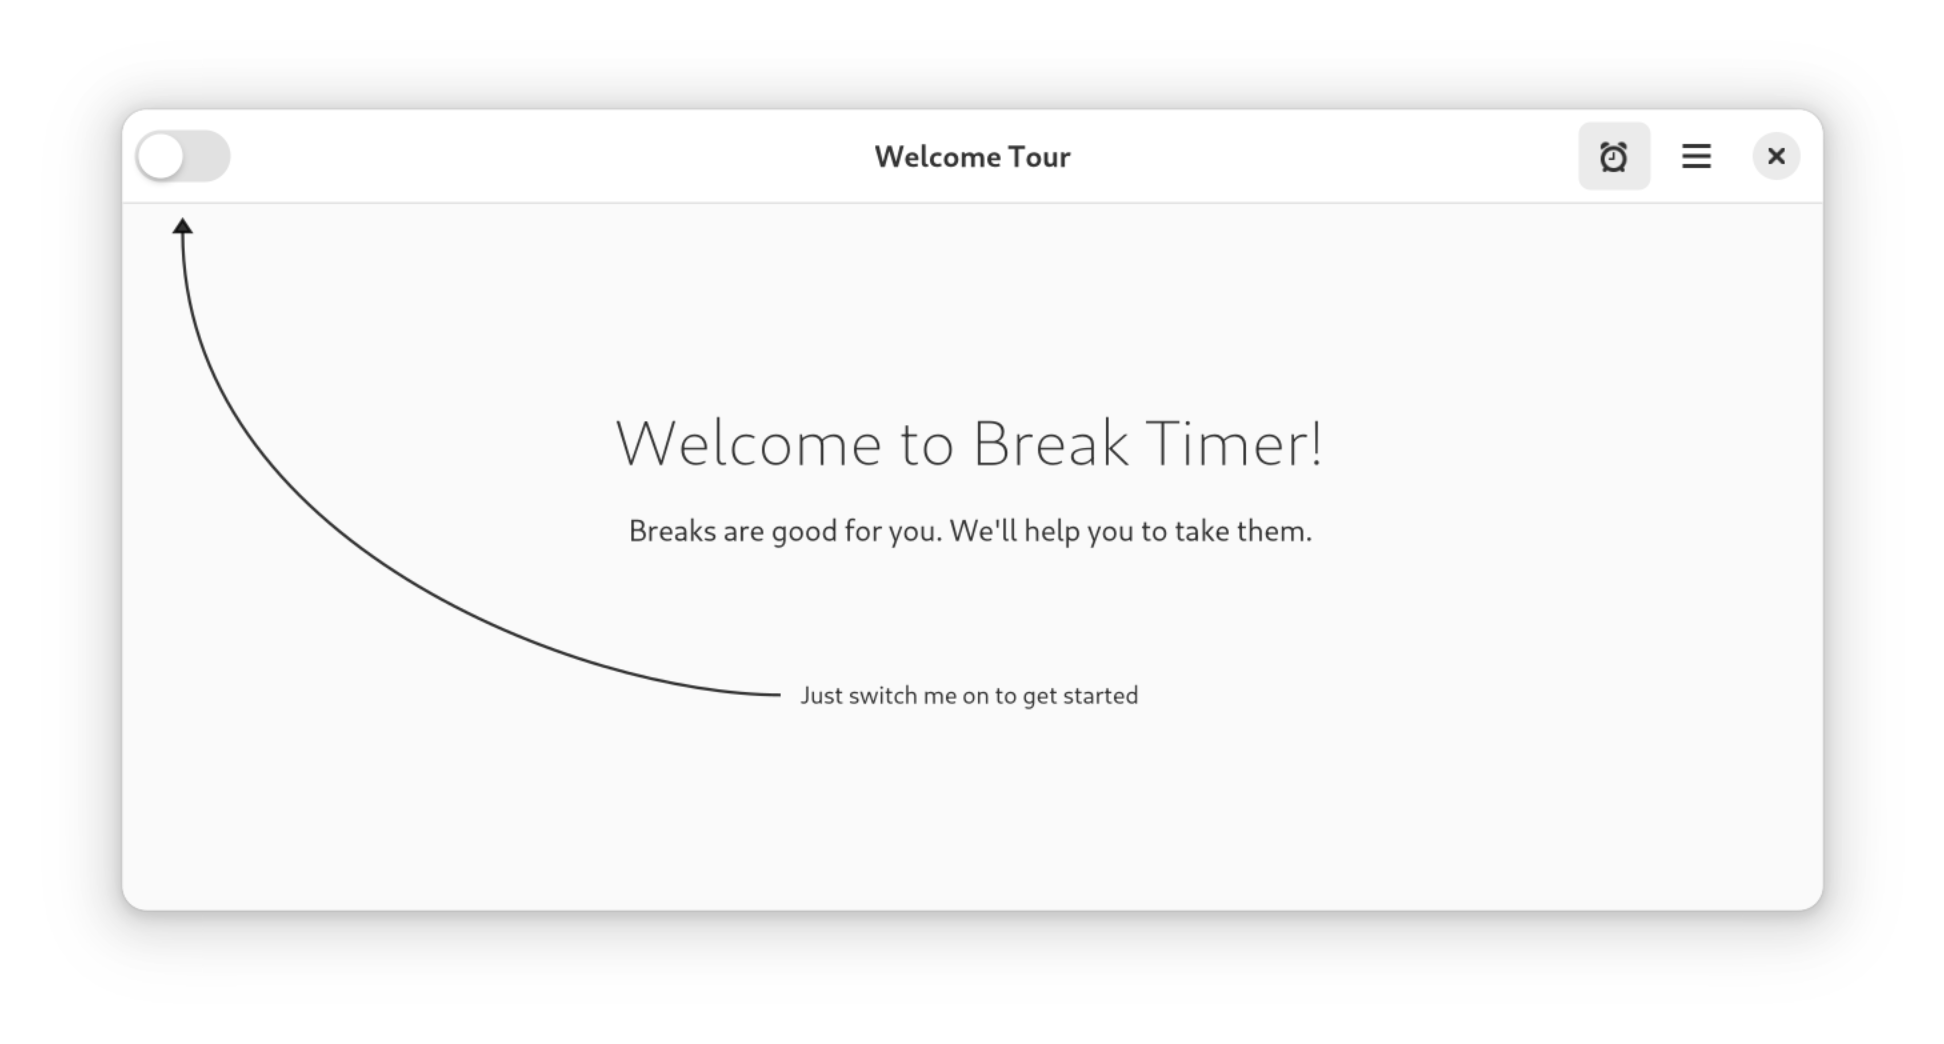 Welcome Tour
Welcome to Break Timer!
Breaks are good for you. We'll help you to take them.
Just switch me on to get started